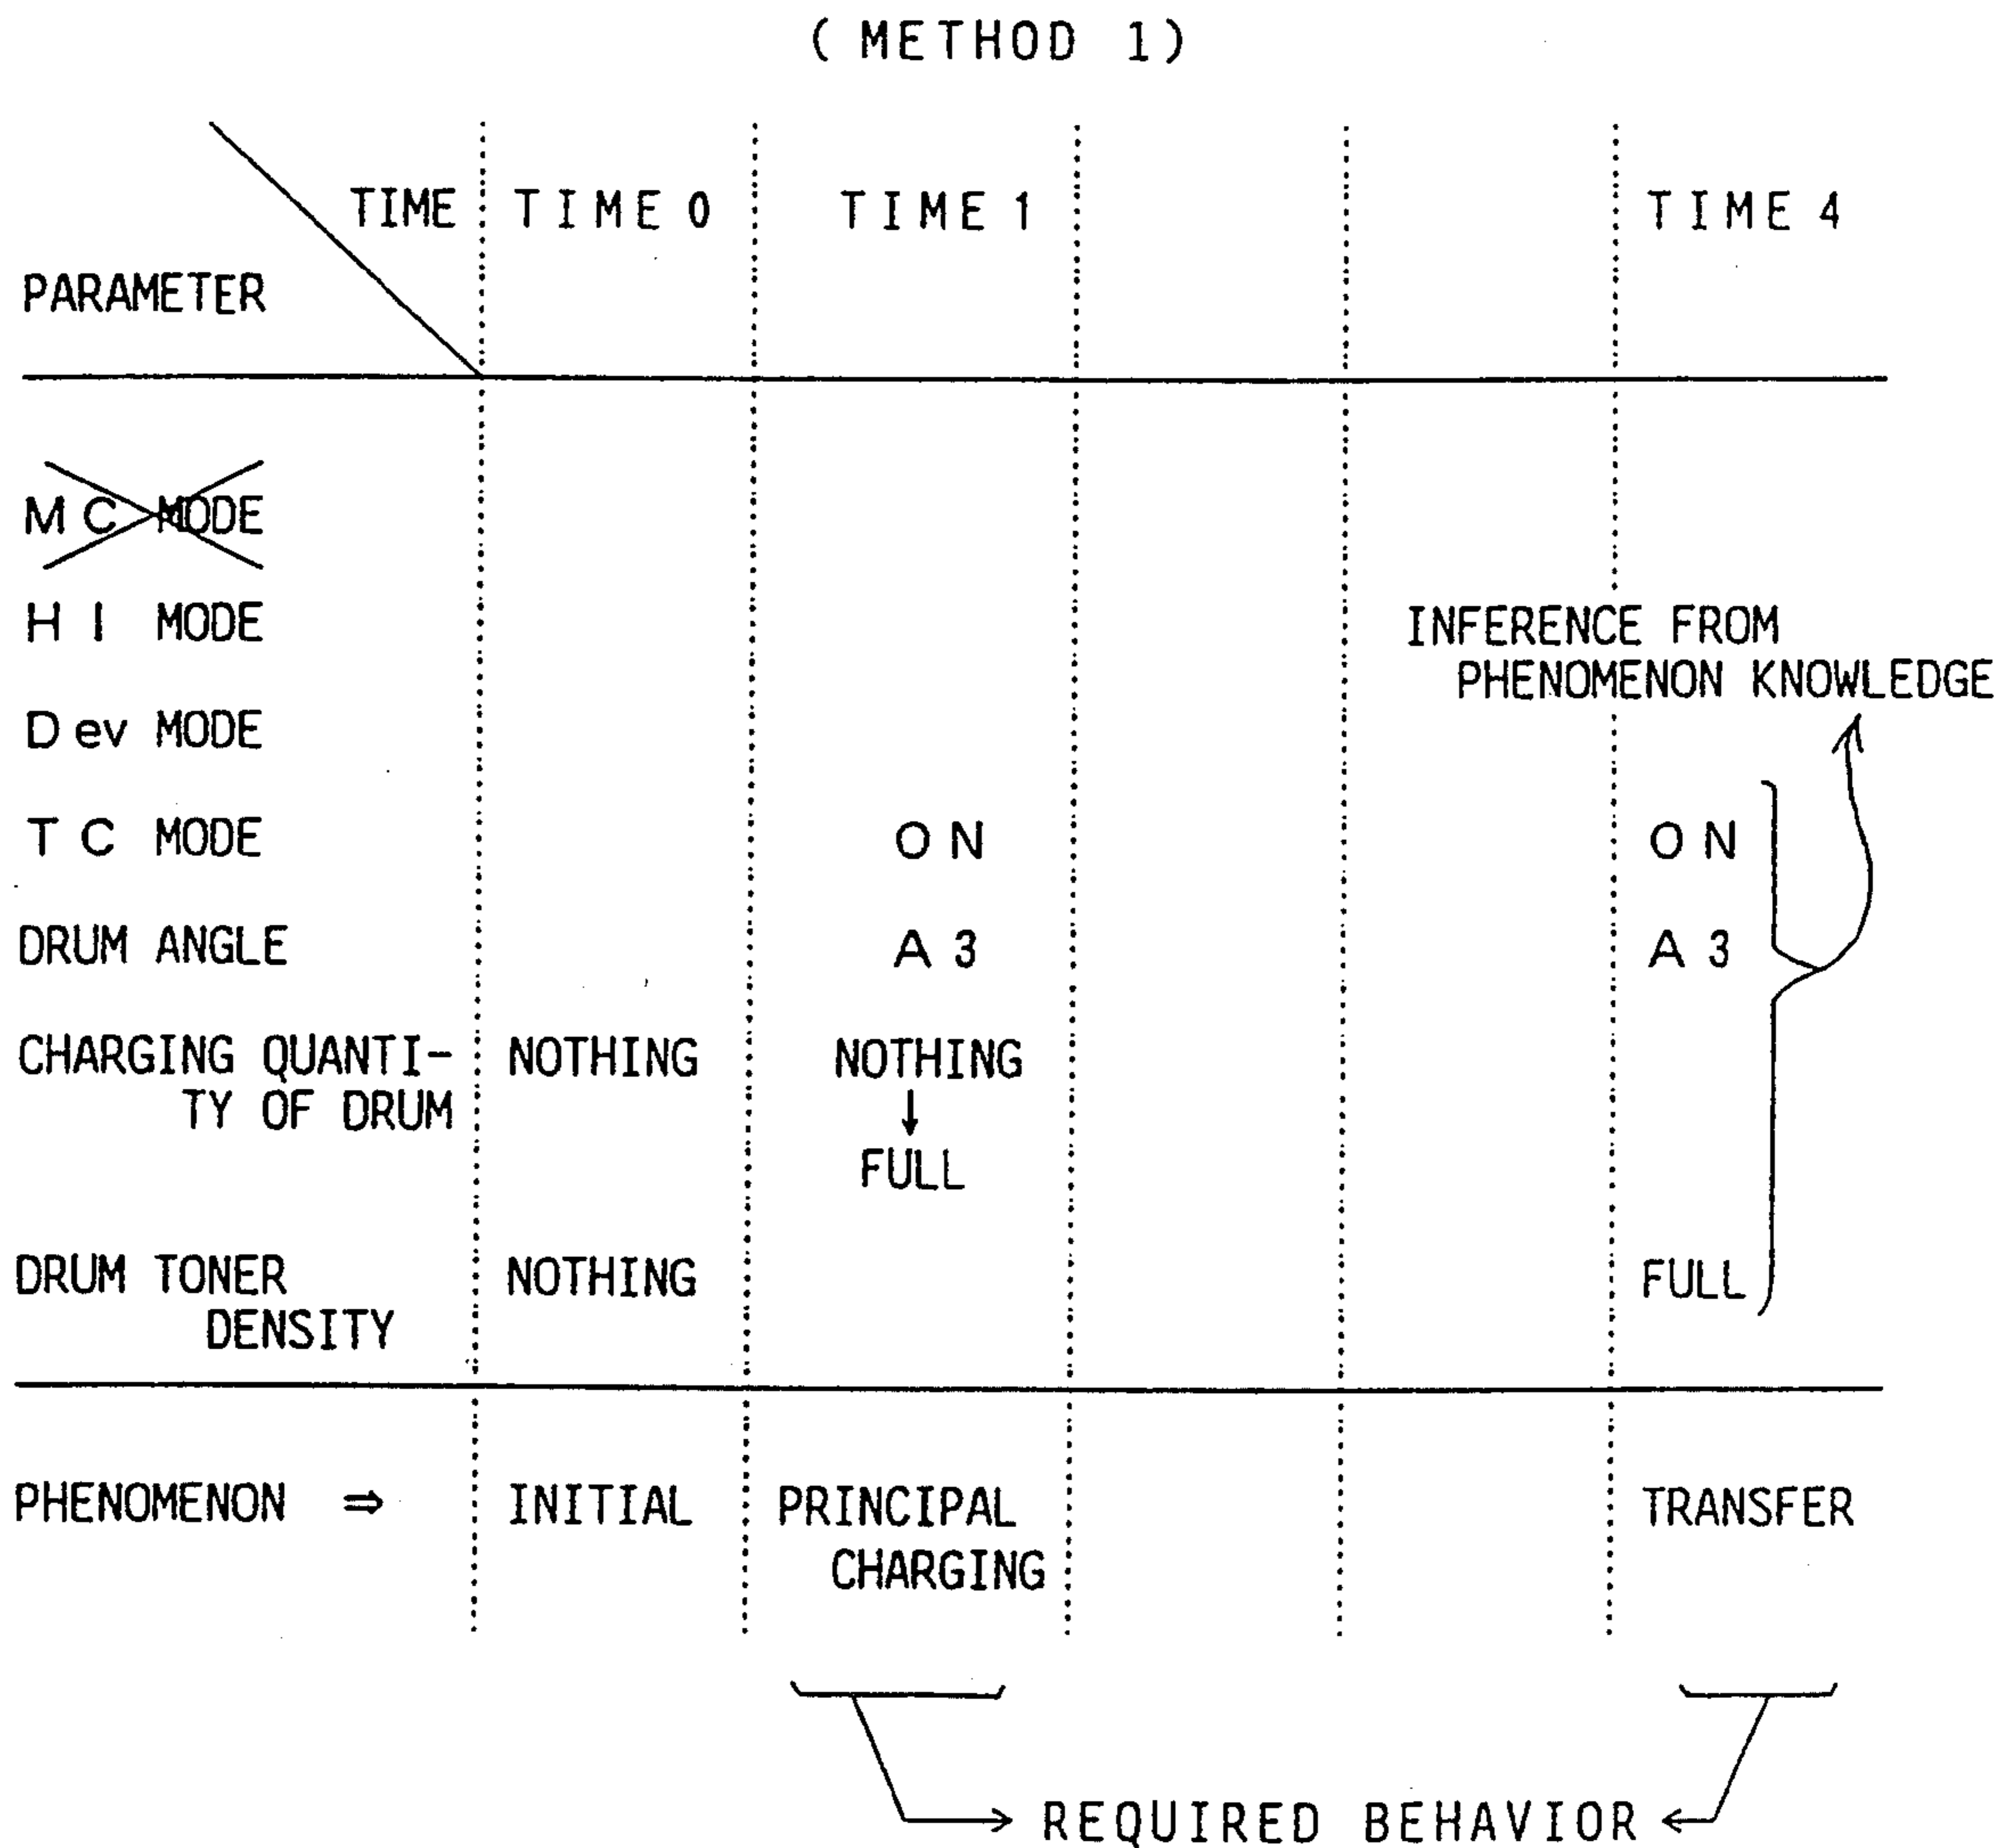 ( METHOD 1 )
TIME TIME 0 TIME 1 TIME 4
PARAMETER
MC MODE
HI MODE
INFERENCE FROM
PHENOMENON KNOWLEDGE
Dev MODE
TC MODE ON ON
DRUM ANGLE A3 A3
CHARGING QUANTI- NOTHING NOTHING
TY OF DRUM ↓
FULL
DRUM TONER NOTHING FULL
DENSITY
PHENOMENON ⇒ INITIAL PRINCIPAL TRANSFER
CHARGING
REQUIRED BEHAVIOR